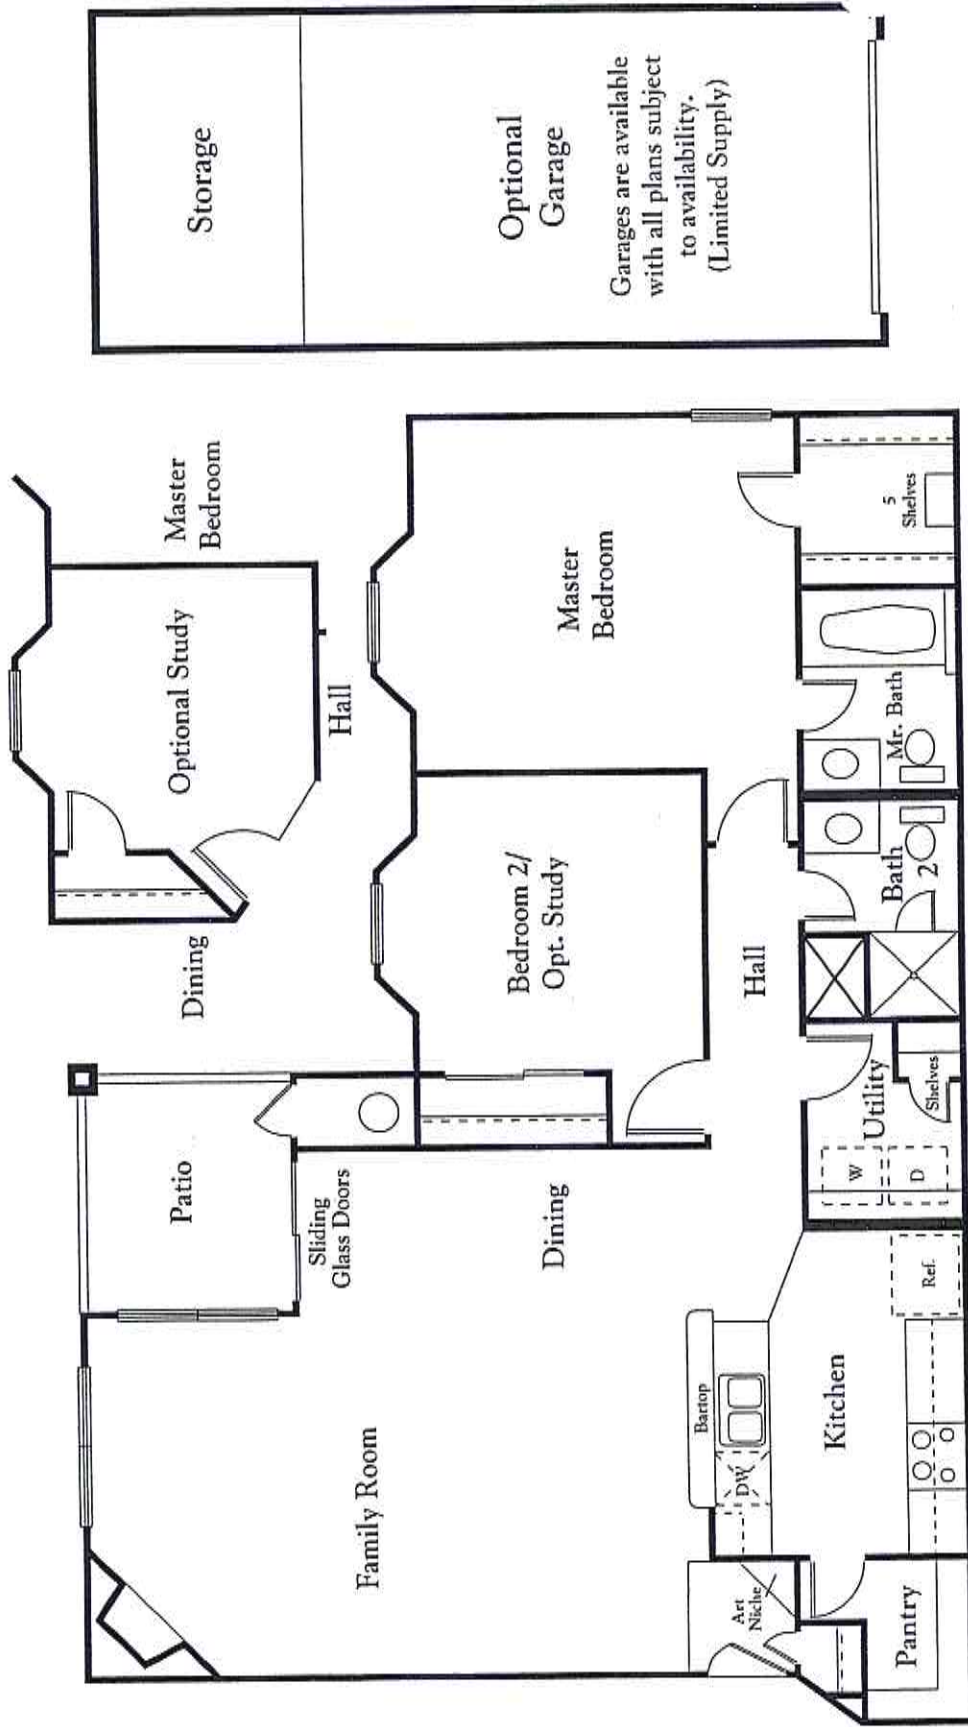 Family Room
Patio
Sliding
Glass Doors
Dining
Bartop
DW
Art
Niche
Kitchen
Ref.
Pantry
W
D
Utility
Shelves
Hall
Bedroom 2/
Opt. Study
Bath
2
Mr. Bath
Master
Bedroom
5
Shelves
Dining
Optional Study
Hall
Master
Bedroom
Storage
Optional
Garage
Garages are available
with all plans subject
to availability.
(Limited Supply)